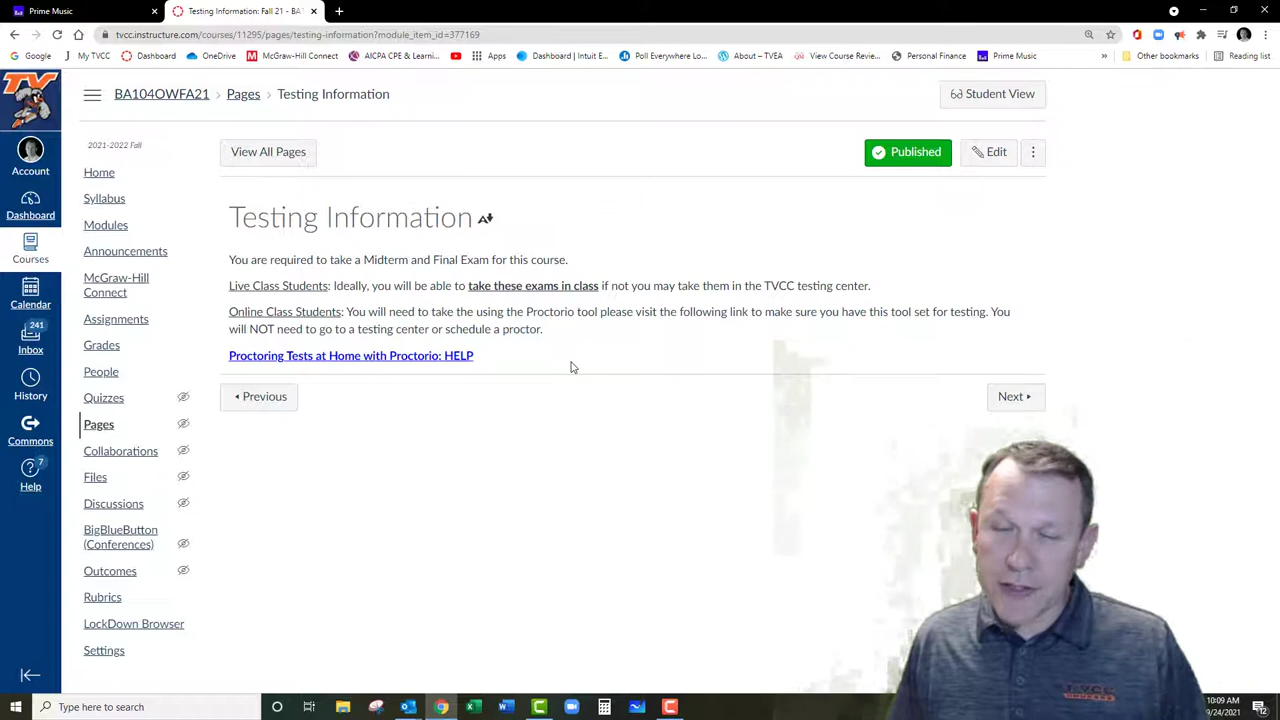 Prime Music
Testing Information: Fall 21 - BA
tvcc.instructure.com/courses/11295/pages/testing-information?module_item_id=377169
Google
My TVCC
Dashboard
OneDrive
McGraw-Hill Connect
AICPA CPE & Learni...
Apps
Dashboard | Intuit E...
Poll Everywhere Lo...
About – TVEA
View Course Revie...
Personal Finance
Prime Music
Other bookmarks
Reading list
TV
BA104OWFA21
Pages
Testing Information
Student View
2021-2022 Fall
View All Pages
Published
Edit
Account
Dashboard
Courses
Calendar
241
Inbox
History
Commons
7
Help
Home
Syllabus
Modules
Announcements
McGraw-Hill
Connect
Assignments
Grades
People
Quizzes
Pages
Collaborations
Files
Discussions
BigBlueButton
(Conferences)
Outcomes
Rubrics
LockDown Browser
Settings
Testing Information
You are required to take a Midterm and Final Exam for this course.
Live Class Students: Ideally, you will be able to take these exams in class if not you may take them in the TVCC testing center.
Online Class Students: You will need to take the using the Proctorio tool please visit the following link to make sure you have this tool set for testing. You
will NOT need to go to a testing center or schedule a proctor.
Proctoring Tests at Home with Proctorio: HELP
Previous
Next
TVCC
Type here to search
10:09 AM
9/24/2021
12